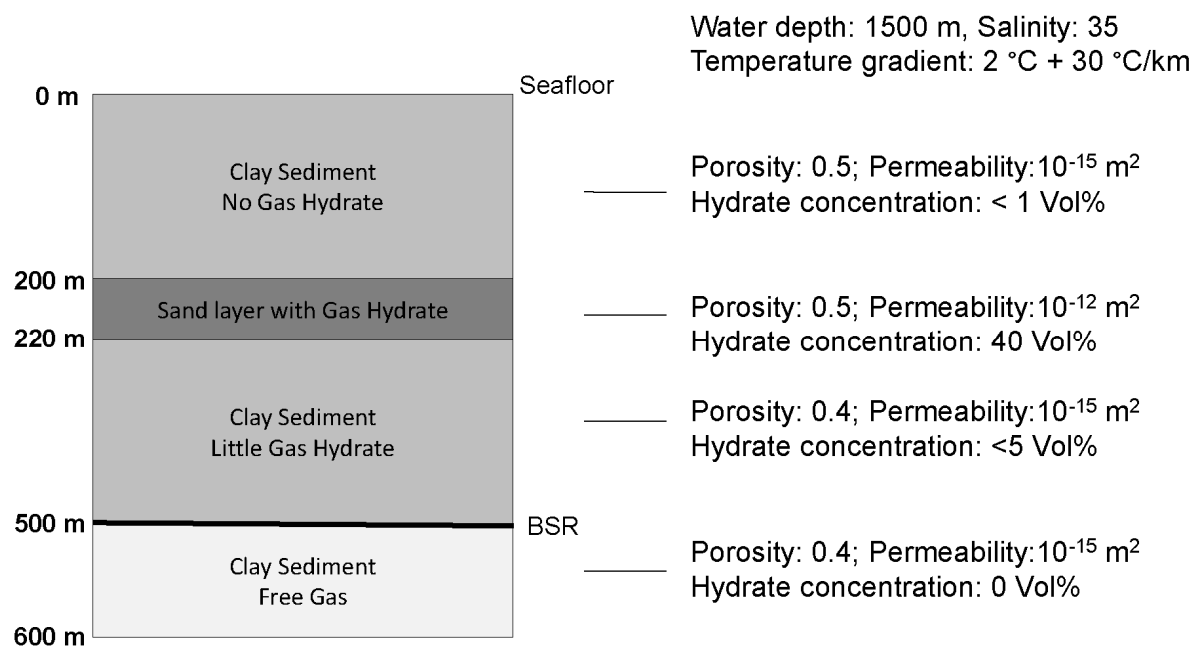 Water depth: 1500 m, Salinity: 35
Temperature gradient: 2 °C + 30 °C/km
0 m
Seafloor
Clay Sediment
No Gas Hydrate
Porosity: 0.5; Permeability:10⁻¹⁵ m²
Hydrate concentration: < 1 Vol%
200 m
Sand layer with Gas Hydrate
220 m
Porosity: 0.5; Permeability:10⁻¹² m²
Hydrate concentration: 40 Vol%
Clay Sediment
Little Gas Hydrate
Porosity: 0.4; Permeability:10⁻¹⁵ m²
Hydrate concentration: <5 Vol%
500 m
BSR
Clay Sediment
Free Gas
Porosity: 0.4; Permeability:10⁻¹⁵ m²
Hydrate concentration: 0 Vol%
600 m